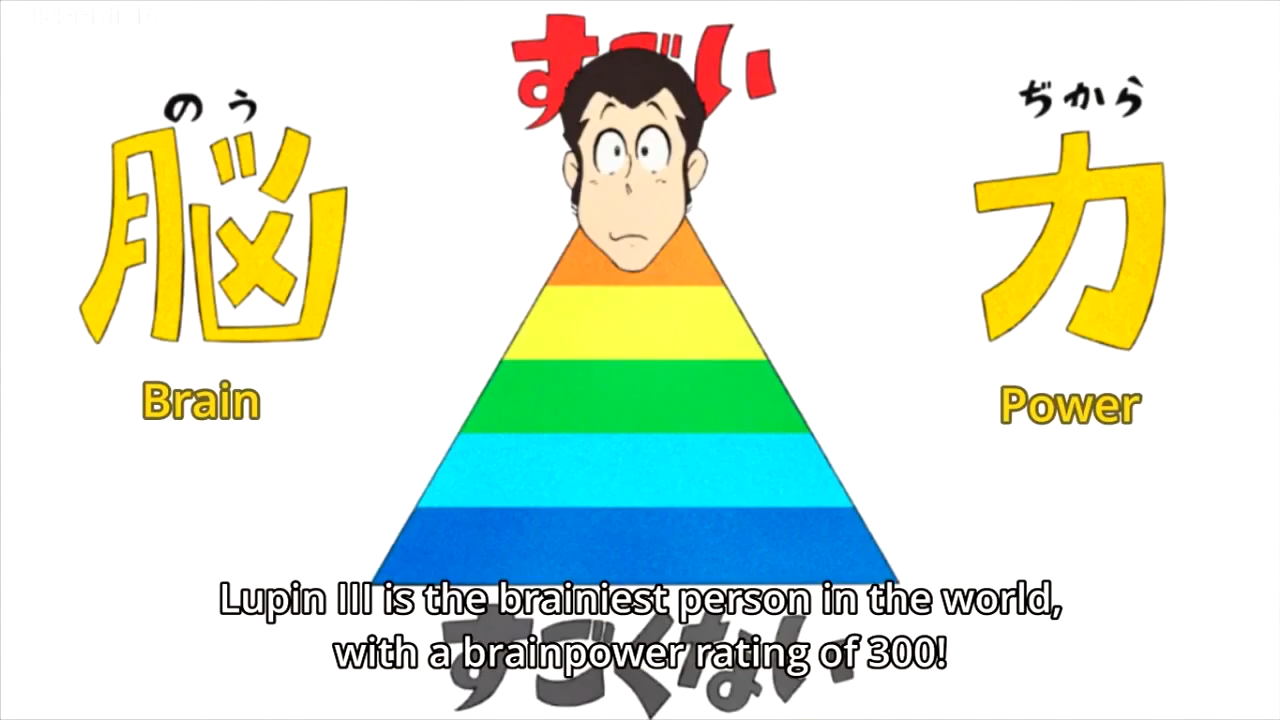 すごい
のう
脳
ぢから
力
Brain
Power
Lupin III is the brainiest person in the world,
with a brainpower rating of 300!
すごくない